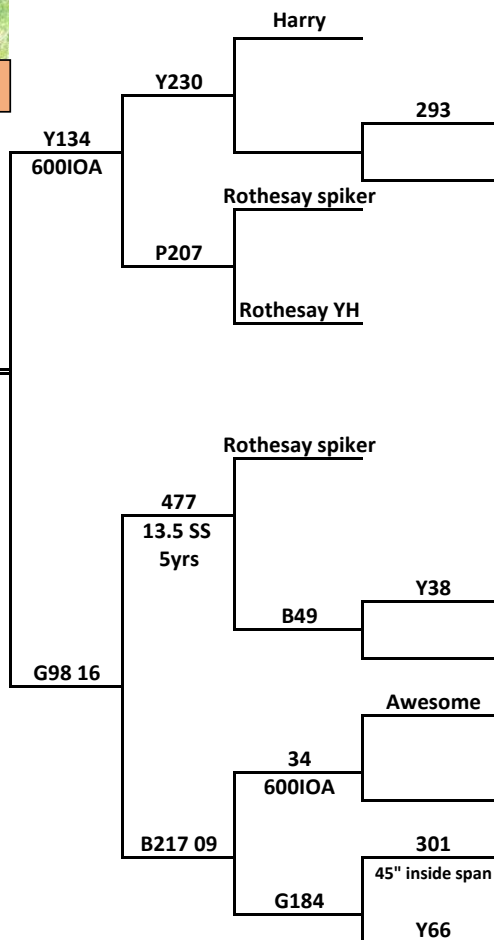 Harry
Y230
293
Y134
600IOA
Rothesay spiker
P207
Rothesay YH
Rothesay spiker
477
13.5 SS
5yrs
Y38
B49
G98 16
Awesome
34
600IOA
B217 09
301
45" inside span
G184
Y66